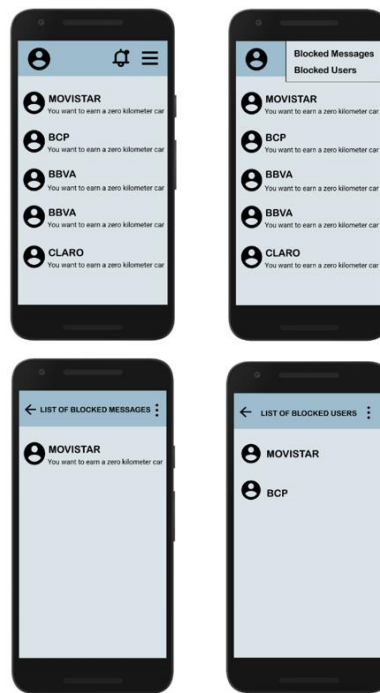 MOVISTAR
You want to earn a zero kilometer car
BCP
You want to earn a zero kilometer car
BBVA
You want to earn a zero kilometer car
BBVA
You want to earn a zero kilometer car
CLARO
You want to earn a zero kilometer car
Blocked Messages
Blocked Users
MOVISTAR
You want to earn a zero kilometer car
BCP
You want to earn a zero kilometer car
BBVA
You want to earn a zero kilometer car
BBVA
You want to earn a zero kilometer car
CLARO
You want to earn a zero kilometer car
LIST OF BLOCKED MESSAGES
MOVISTAR
You want to earn a zero kilometer car
LIST OF BLOCKED USERS
MOVISTAR
BCP